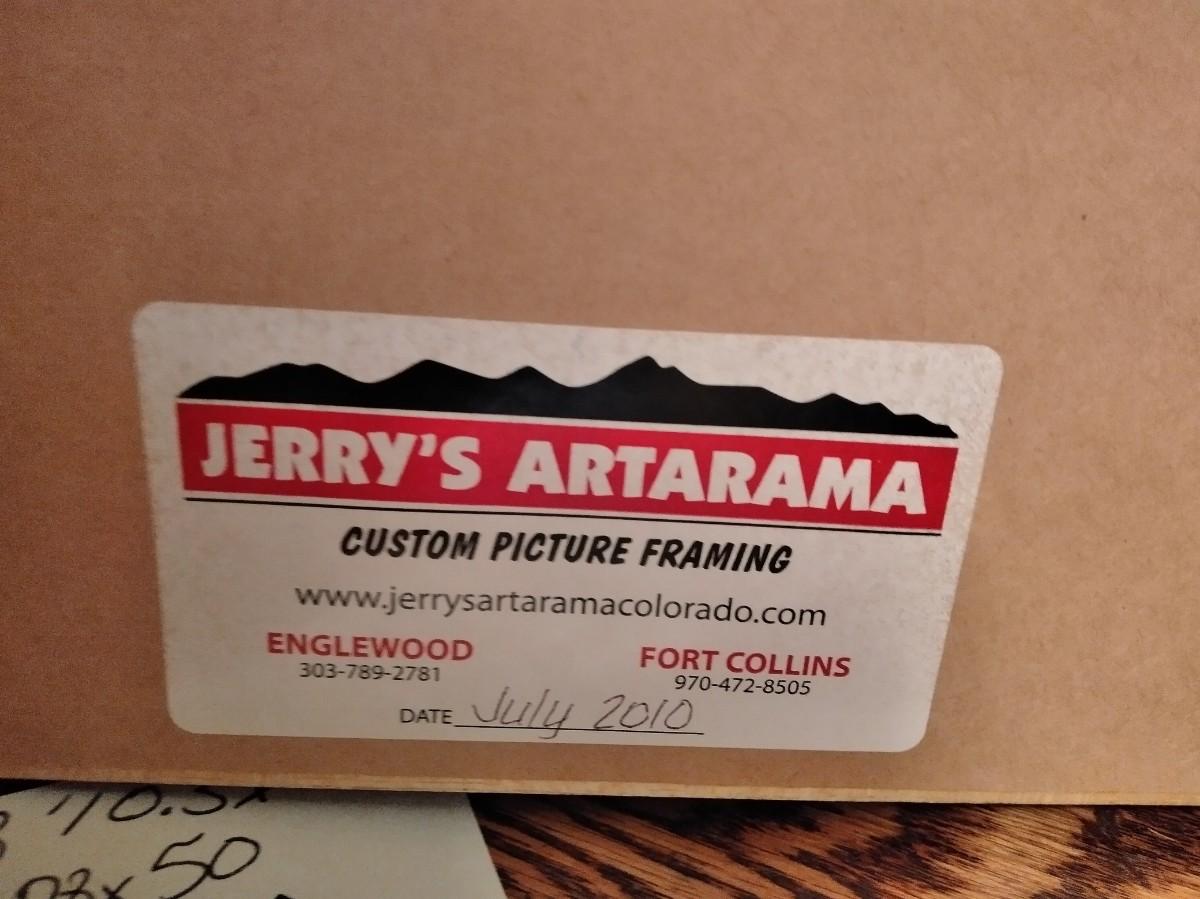 JERRY'S ARTARAMA
CUSTOM PICTURE FRAMING
www.jerrysartaramacolorado.com
ENGLEWOOD FORT COLLINS
303-789-2781 970-472-8505
DATE July 2010
50